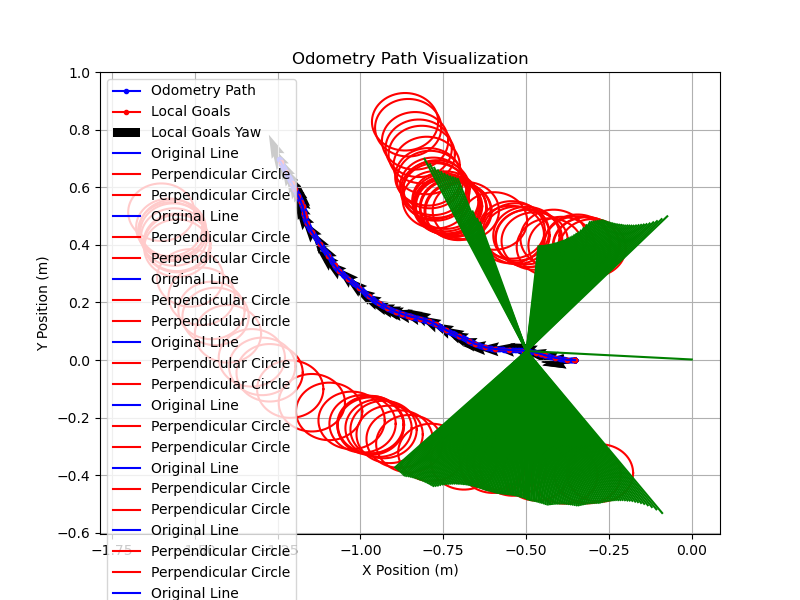 Odometry Path Visualization
1.0
0.8
0.6
0.4
0.2
0.0
−0.2
−0.4
−0.6
Y Position (m)
Odometry Path
Local Goals
Local Goals Yaw
Original Line
Perpendicular Circle
Perpendicular Circle
Original Line
Perpendicular Circle
Perpendicular Circle
Original Line
Perpendicular Circle
Perpendicular Circle
Original Line
Perpendicular Circle
Perpendicular Circle
Original Line
Perpendicular Circle
Perpendicular Circle
Original Line
Perpendicular Circle
Perpendicular Circle
Original Line
Perpendicular Circle
Perpendicular Circle
Original Line
−1.00 −0.75 −0.50 −0.25 0.00
X Position (m)